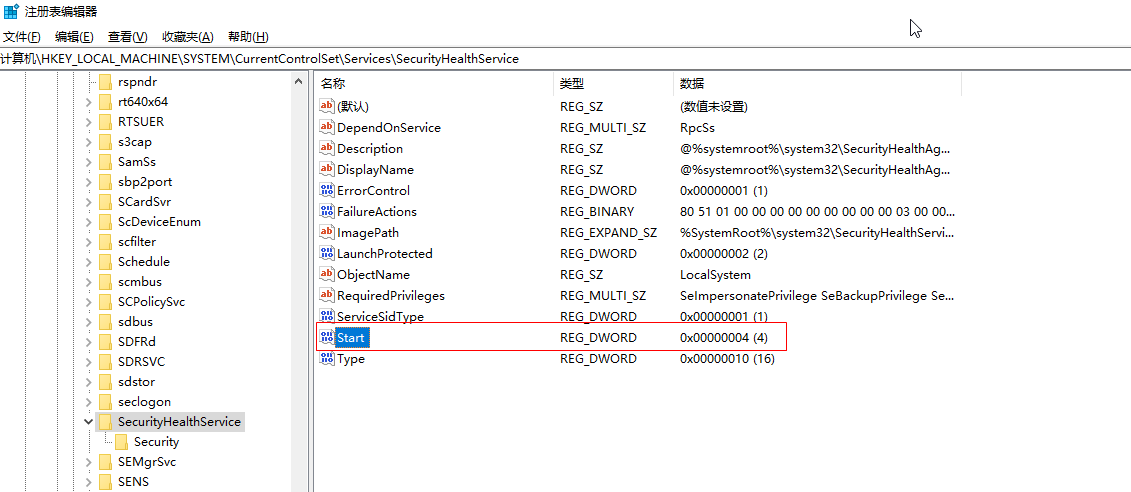 注册表编辑器
文件(F) 编辑(E) 查看(V) 收藏夹(A) 帮助(H)
计算机\HKEY_LOCAL_MACHINE\SYSTEM\CurrentControlSet\Services\SecurityHealthService
rspndr
rt640x64
RTSUER
s3cap
SamSs
sbp2port
SCardSvr
ScDeviceEnum
scfilter
Schedule
scmbus
SCPolicySvc
sdbus
SDFRd
SDRSVC
sdstor
seclogon
SecurityHealthService
Security
SEMgrSvc
SENS
名称 类型 数据
(默认) REG_SZ (数值未设置)
DependOnService REG_MULTI_SZ RpcSs
Description REG_SZ @%systemroot%\system32\SecurityHealthAg...
DisplayName REG_SZ @%systemroot%\system32\SecurityHealthAg...
ErrorControl REG_DWORD 0x00000001 (1)
FailureActions REG_BINARY 80 51 01 00 00 00 00 00 00 00 00 00 03 00 00...
ImagePath REG_EXPAND_SZ %SystemRoot%\system32\SecurityHealthServi...
LaunchProtected REG_DWORD 0x00000002 (2)
ObjectName REG_SZ LocalSystem
RequiredPrivileges REG_MULTI_SZ SeImpersonatePrivilege SeBackupPrivilege Se...
ServiceSidType REG_DWORD 0x00000001 (1)
Start REG_DWORD 0x00000004 (4)
Type REG_DWORD 0x00000010 (16)